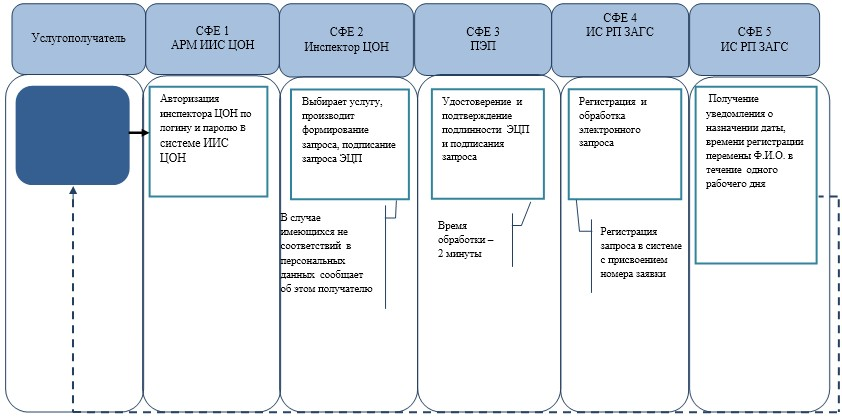 Услугополучатель
СФЕ 1
АРМ ИИС ЦОН
СФЕ 2
Инспектор ЦОН
СФЕ 3
ПЭП
СФЕ 4
ИС РП ЗАГС
СФЕ 5
ИС РП ЗАГС
Авторизация
инспектора ЦОН по
логину и паролю в
системе ИИС
ЦОН
Выбирает услугу,
производит
формирование
запроса, подписание
запроса ЭЦП
Удостоверение и
подтверждение
подлинности ЭЦП
и подписания
запроса
Регистрация и
обработка
электронного
запроса
Получение
уведомления о
назначении даты,
времени регистрации
перемены Ф.И.О. в
течение одного
рабочего дня
В случае
имеющихся не
соответствий в
персональных
данных сообщает
об этом получателю
Время
обработки –
2 минуты
Регистрация
запроса в системе
с присвоением
номера заявки